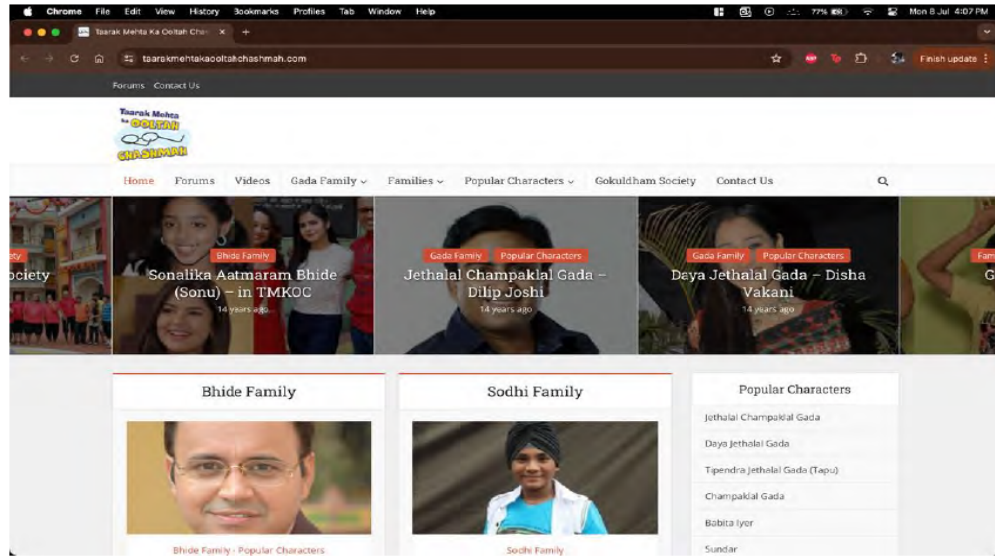 Chrome File Edit View History Bookmarks Profiles Tab Window Help 77% Mon 8 Jul 4:07 PM
Taarak Mehta Ka Ooltah Chas
taarakmehtakaooltahchashmah.com Finish update
Forums Contact Us
Taarak Mehta
Ka OOLTAH
CHASHMAH
Home Forums Videos Gada Family Families Popular Characters Gokuldham Society Contact Us
ety Bhide Family Gada Family Popular Characters Gada Family Popular Characters Fam
ociety Sonalika Aatmaram Bhide Jethalal Champaklal Gada – Daya Jethalal Gada – Disha G
(Sonu) – in TMKOC Dilip Joshi Vakani
14 years ago 14 years ago 14 years ago
Bhide Family Sodhi Family Popular Characters
Jethalal Champaklal Gada
Daya Jethalal Gada
Tipendra Jethalal Gada (Tapu)
Champaklal Gada
Babita Iyer
Bhide Family · Popular Characters Sodhi Family Sundar